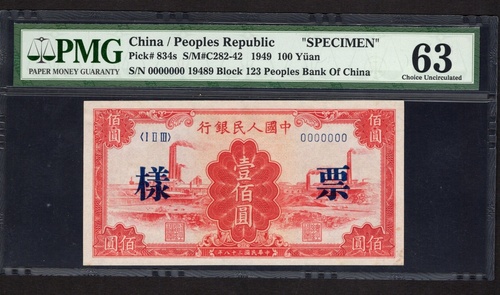 PMG
PAPER MONEY GUARANTY
China / Peoples Republic "SPECIMEN"
Pick# 834s S/M#C282-42 1949 100 Yüan
S/N 0000000 19489 Block 123 Peoples Bank Of China
63
Choice Uncirculated
佰圓
行銀民人國中
佰圓
〈I II III〉
0000000
樣
壹佰圓
票
圓佰
年八十三國民華中
佰圓